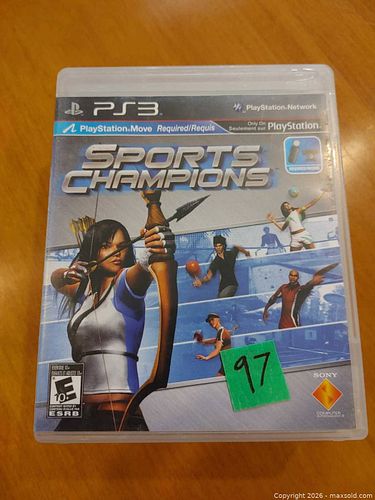 PS3
PlayStation Network
PlayStation Move Required/Requis
Only On
Seulement sur PlayStation
SPORTS
CHAMPIONS
97
E
10+
ESRB
SONY
COMPUTER
Copyright © 2026 - maxsold.com